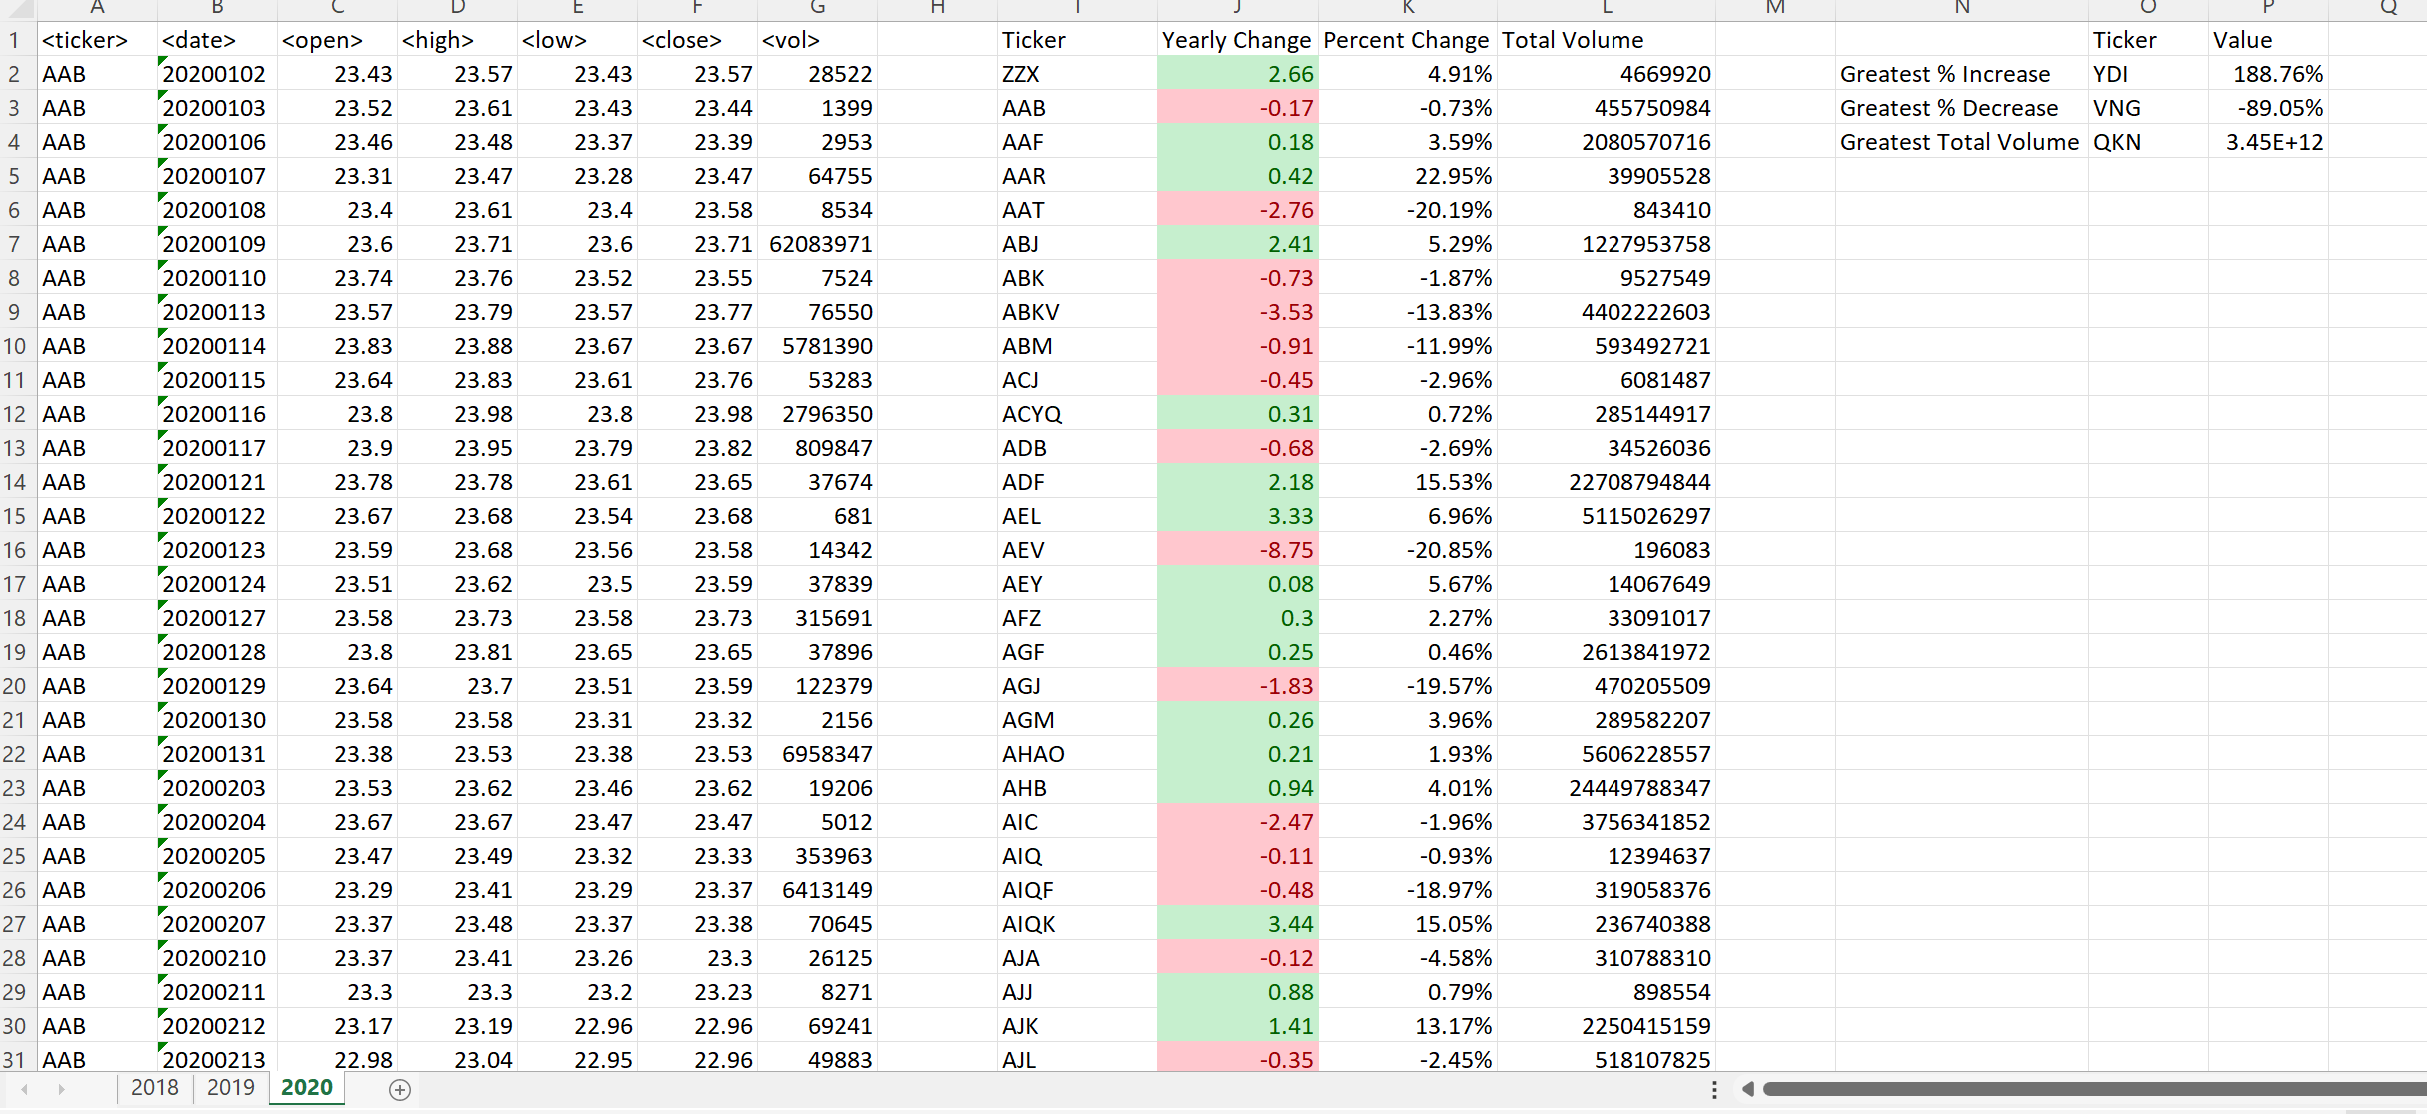 A B C D E F G H I J K L M N O P Q
1 <ticker> <date> <open> <high> <low> <close> <vol> Ticker Yearly Change Percent Change Total Volume Ticker Value
2 AAB 20200102 23.43 23.57 23.43 23.57 28522 ZZX 2.66 4.91% 4669920 Greatest % Increase YDI 188.76%
3 AAB 20200103 23.52 23.61 23.43 23.44 1399 AAB -0.17 -0.73% 455750984 Greatest % Decrease VNG -89.05%
4 AAB 20200106 23.46 23.48 23.37 23.39 2953 AAF 0.18 3.59% 2080570716 Greatest Total Volume QKN 3.45E+12
5 AAB 20200107 23.31 23.47 23.28 23.47 64755 AAR 0.42 22.95% 39905528
6 AAB 20200108 23.4 23.61 23.4 23.58 8534 AAT -2.76 -20.19% 843410
7 AAB 20200109 23.6 23.71 23.6 23.71 62083971 ABJ 2.41 5.29% 1227953758
8 AAB 20200110 23.74 23.76 23.52 23.55 7524 ABK -0.73 -1.87% 9527549
9 AAB 20200113 23.57 23.79 23.57 23.77 76550 ABKV -3.53 -13.83% 4402222603
10 AAB 20200114 23.83 23.88 23.67 23.67 5781390 ABM -0.91 -11.99% 593492721
11 AAB 20200115 23.64 23.83 23.61 23.76 53283 ACJ -0.45 -2.96% 6081487
12 AAB 20200116 23.8 23.98 23.8 23.98 2796350 ACYQ 0.31 0.72% 285144917
13 AAB 20200117 23.9 23.95 23.79 23.82 809847 ADB -0.68 -2.69% 34526036
14 AAB 20200121 23.78 23.78 23.61 23.65 37674 ADF 2.18 15.53% 22708794844
15 AAB 20200122 23.67 23.68 23.54 23.68 681 AEL 3.33 6.96% 5115026297
16 AAB 20200123 23.59 23.68 23.56 23.58 14342 AEV -8.75 -20.85% 196083
17 AAB 20200124 23.51 23.62 23.5 23.59 37839 AEY 0.08 5.67% 14067649
18 AAB 20200127 23.58 23.73 23.58 23.73 315691 AFZ 0.3 2.27% 33091017
19 AAB 20200128 23.8 23.81 23.65 23.65 37896 AGF 0.25 0.46% 2613841972
20 AAB 20200129 23.64 23.7 23.51 23.59 122379 AGJ -1.83 -19.57% 470205509
21 AAB 20200130 23.58 23.58 23.31 23.32 2156 AGM 0.26 3.96% 289582207
22 AAB 20200131 23.38 23.53 23.38 23.53 6958347 AHAO 0.21 1.93% 5606228557
23 AAB 20200203 23.53 23.62 23.46 23.62 19206 AHB 0.94 4.01% 24449788347
24 AAB 20200204 23.67 23.67 23.47 23.47 5012 AIC -2.47 -1.96% 3756341852
25 AAB 20200205 23.47 23.49 23.32 23.33 353963 AIQ -0.11 -0.93% 12394637
26 AAB 20200206 23.29 23.41 23.29 23.37 6413149 AIQF -0.48 -18.97% 319058376
27 AAB 20200207 23.37 23.48 23.37 23.38 70645 AIQK 3.44 15.05% 236740388
28 AAB 20200210 23.37 23.41 23.26 23.3 26125 AJA -0.12 -4.58% 310788310
29 AAB 20200211 23.3 23.3 23.2 23.23 8271 AJJ 0.88 0.79% 898554
30 AAB 20200212 23.17 23.19 22.96 22.96 69241 AJK 1.41 13.17% 2250415159
31 AAB 20200213 22.98 23.04 22.95 22.96 49883 AJL -0.35 -2.45% 518107825
2018 2019 2020